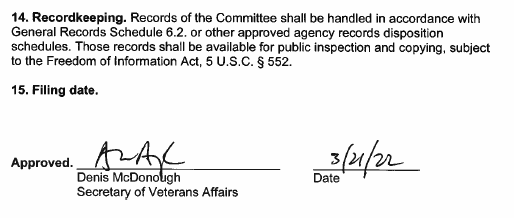 14. Recordkeeping. Records of the Committee shall be handled in accordance with
General Records Schedule 6.2. or other approved agency records disposition
schedules. Those records shall be available for public inspection and copying, subject
to the Freedom of Information Act, 5 U.S.C. § 552.
15. Filing date.
Approved.
3/21/22
Denis McDonough
Date
Secretary of Veterans Affairs